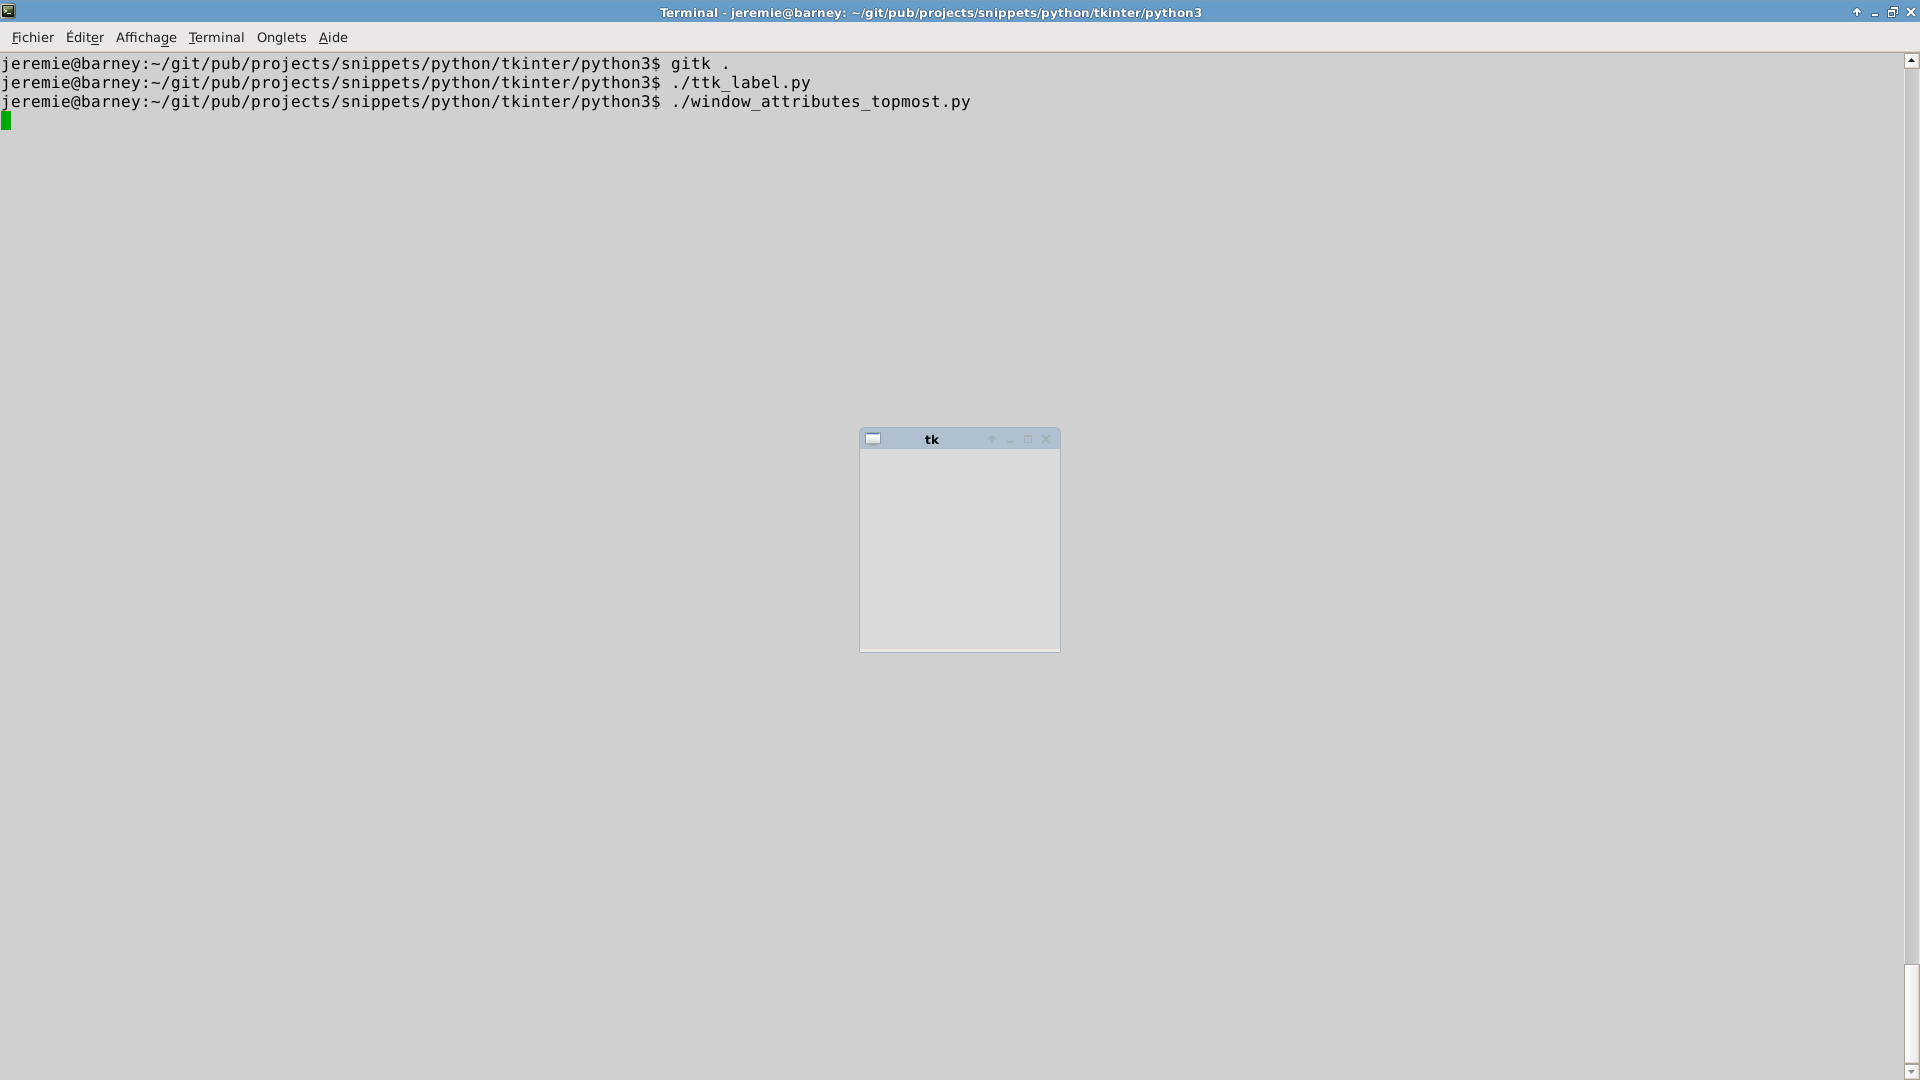 Terminal - jeremie@barney: ~/git/pub/projects/snippets/python/tkinter/python3
Fichier Éditer Affichage Terminal Onglets Aide
jeremie@barney:~/git/pub/projects/snippets/python/tkinter/python3$ gitk .
jeremie@barney:~/git/pub/projects/snippets/python/tkinter/python3$ ./ttk_label.py
jeremie@barney:~/git/pub/projects/snippets/python/tkinter/python3$ ./window_attributes_topmost.py
tk